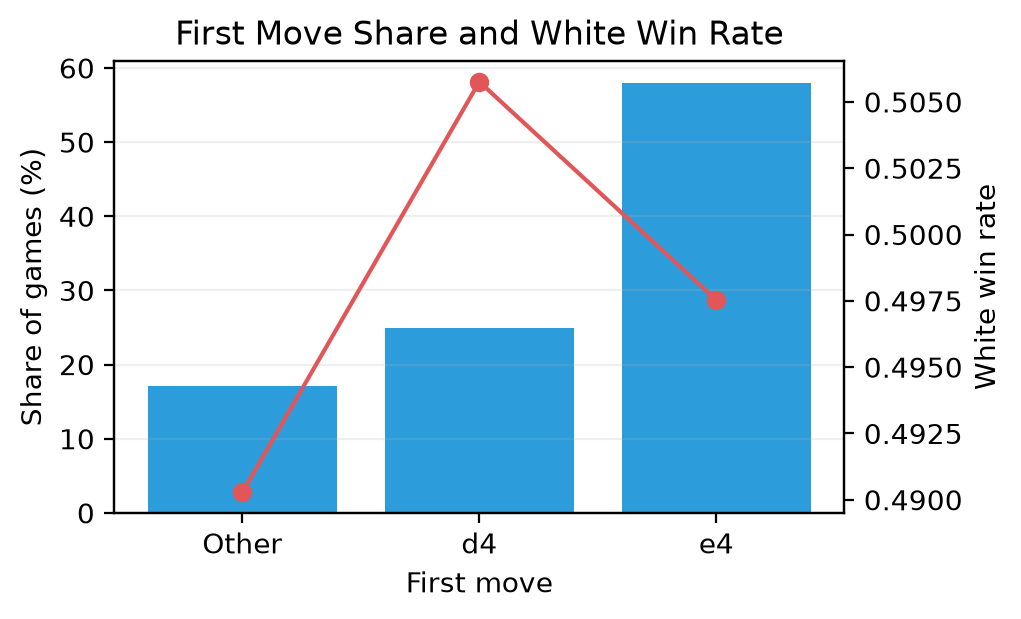 First Move Share and White Win Rate
Share of games (%)
60
50
40
30
20
10
0
0.5050
0.5025
0.5000
0.4975
0.4950
0.4925
0.4900
White win rate
Other d4 e4
First move